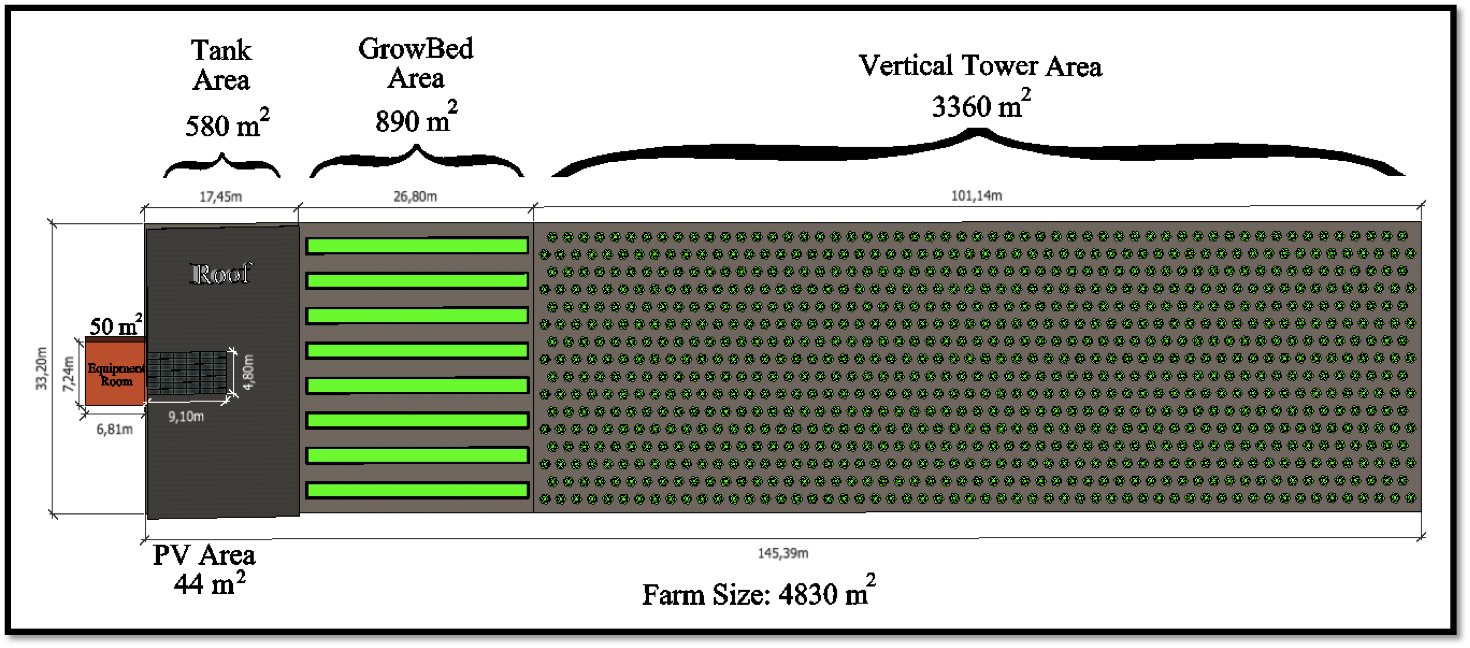 Tank
Area
580 m²
GrowBed
Area
890 m²
Vertical Tower Area
3360 m²
17,45m
26,80m
101,14m
Roof
50 m²
Equipment
Room
33,20m
7,24m
4,80m
6,81m
9,10m
145,39m
PV Area
44 m²
Farm Size: 4830 m²